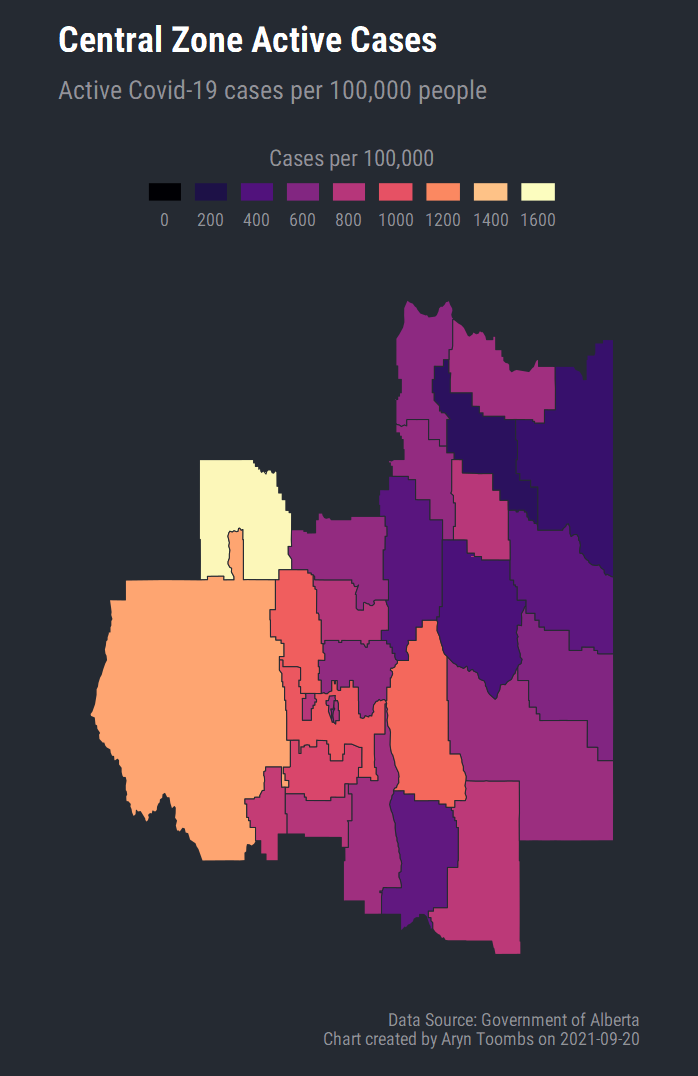 Central Zone Active Cases
Active Covid-19 cases per 100,000 people
Cases per 100,000
0 200 400 600 800 1000 1200 1400 1600
Data Source: Government of Alberta
Chart created by Aryn Toombs on 2021-09-20